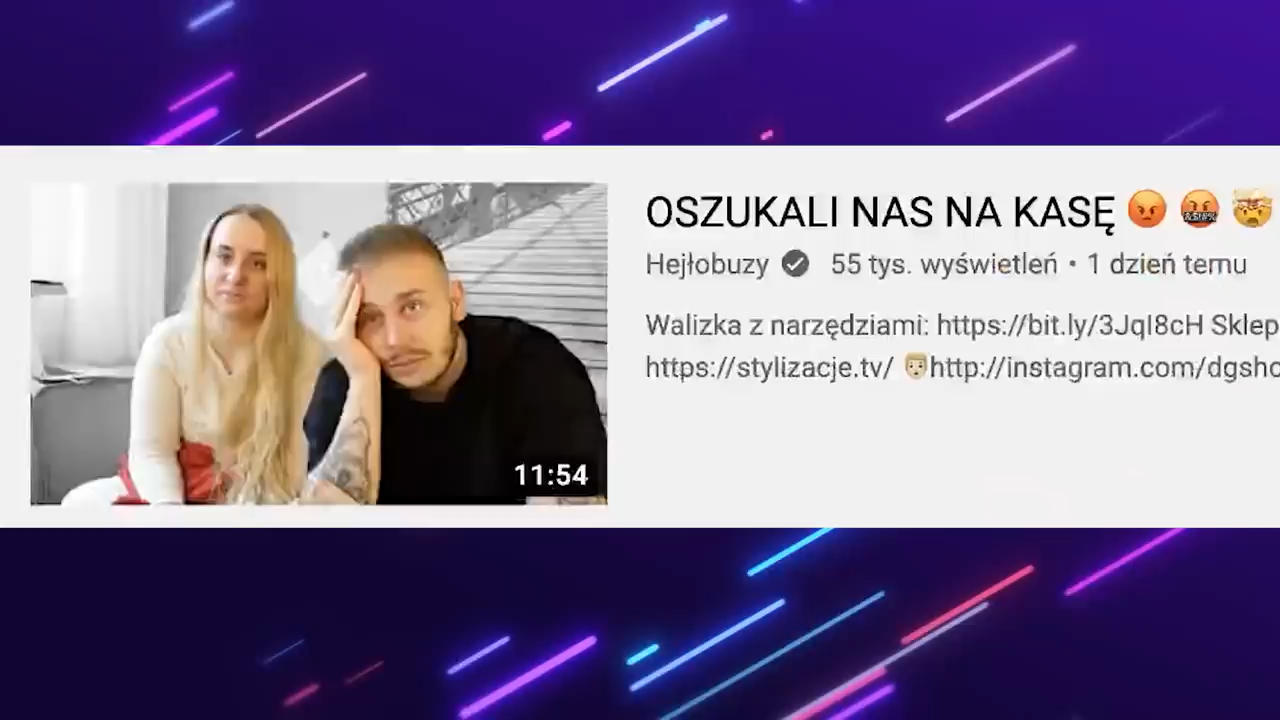 OSZUKALI NAS NA KASĘ 😡 🤬 🤯
Hejłobuzy 55 tys. wyświetleń • 1 dzień temu
Walizka z narzędziami: https://bit.ly/3JqI8cH Sklep
https://stylizacje.tv/ 👨🏼http://instagram.com/dgsho
11:54